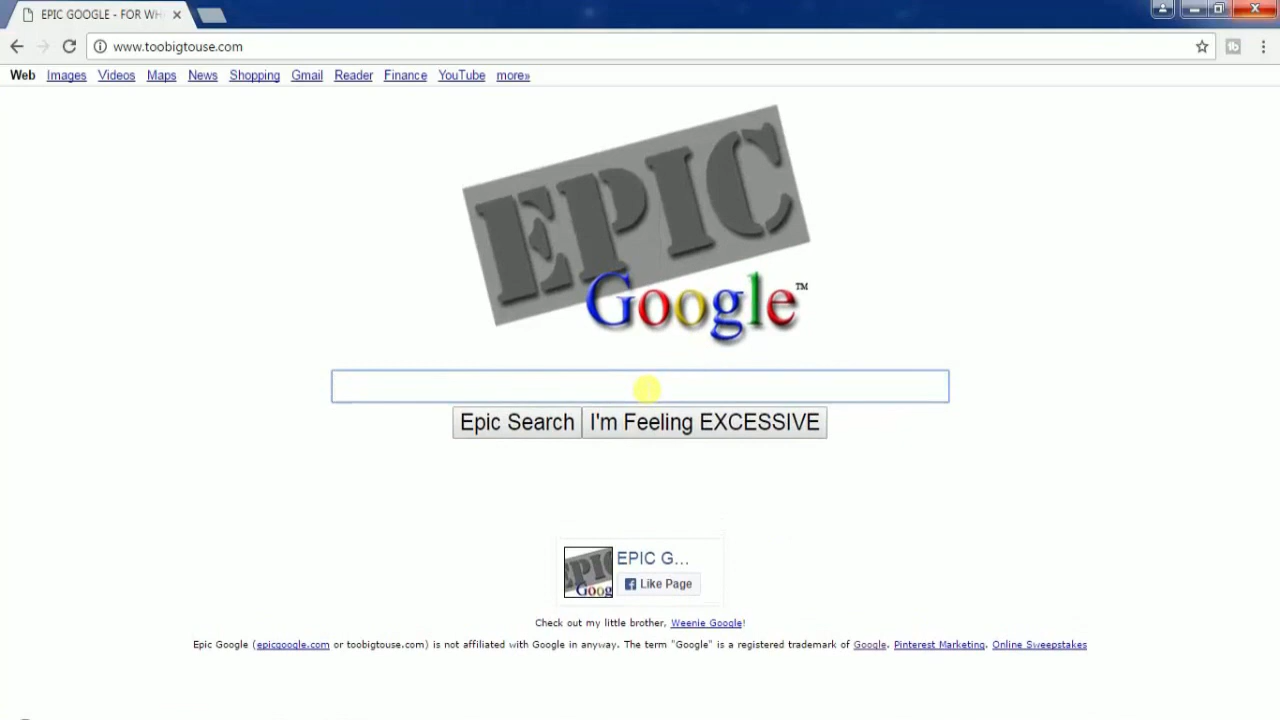 EPIC GOOGLE - FOR WH
www.toobigtouse.com
Web Images Videos Maps News Shopping Gmail Reader Finance YouTube more»
EPIC
Google™
Epic Search I'm Feeling EXCESSIVE
EPIC G...
Like Page
Check out my little brother, Weenie Google!
Epic Google (epicgoogle.com or toobigtouse.com) is not affiliated with Google in anyway. The term "Google" is a registered trademark of Google. Pinterest Marketing. Online Sweepstakes